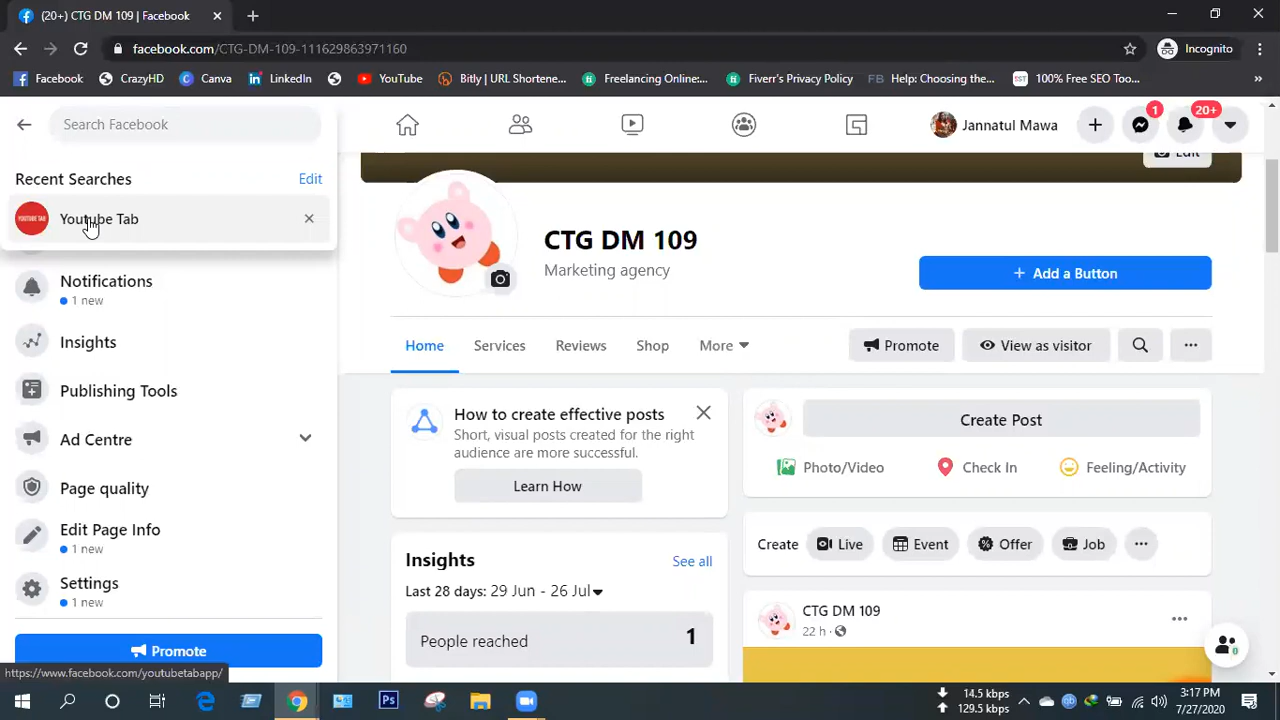 (20+) CTG DM 109 | Facebook
facebook.com/CTG-DM-109-111629863971160
Incognito
Facebook
CrazyHD
Canva
LinkedIn
YouTube
Bitly | URL Shortene...
Freelancing Online:...
Fiverr's Privacy Policy
FB Help: Choosing the...
SST 100% Free SEO Too...
Search Facebook
Jannatul Mawa
1
20+
Recent Searches
Edit
YOUTUBE TAB
Youtube Tab
Notifications
1 new
Insights
Publishing Tools
Ad Centre
Page quality
Edit Page Info
1 new
Settings
1 new
Promote
https://www.facebook.com/youtubetabapp/
Edit
CTG DM 109
Marketing agency
+ Add a Button
Home
Services
Reviews
Shop
More
Promote
View as visitor
How to create effective posts
Short, visual posts created for the right
audience are more successful.
Learn How
Insights
See all
Last 28 days: 29 Jun - 26 Jul
People reached
1
Create Post
Photo/Video
Check In
Feeling/Activity
Create
Live
Event
Offer
Job
CTG DM 109
22 h ·
0
Ps
14.5 kbps
129.5 kbps
qb
3:17 PM
7/27/2020